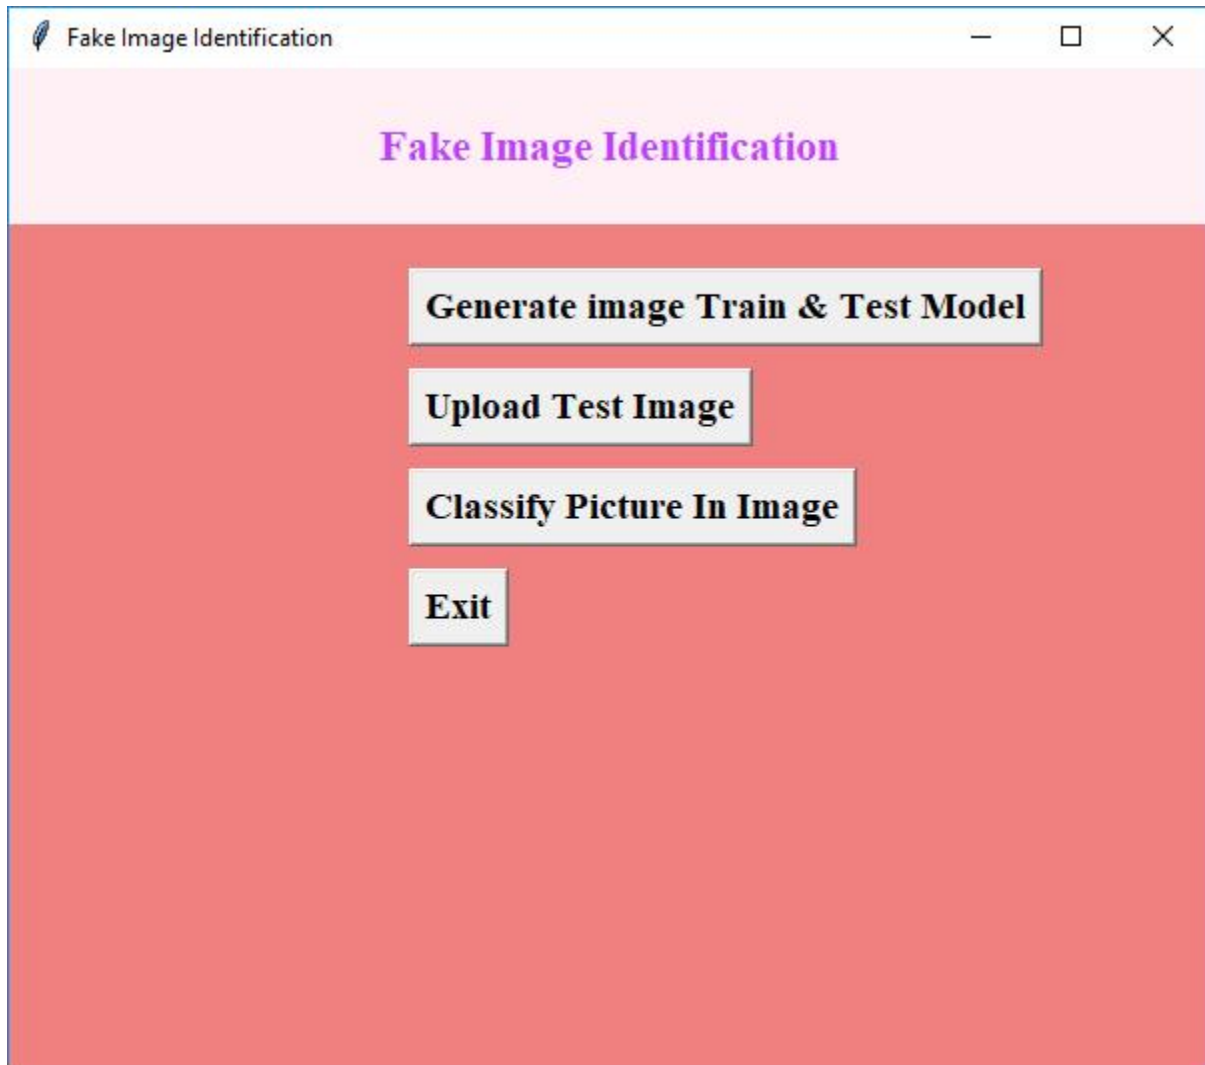 Fake Image Identification
Fake Image Identification
Generate image Train & Test Model
Upload Test Image
Classify Picture In Image
Exit